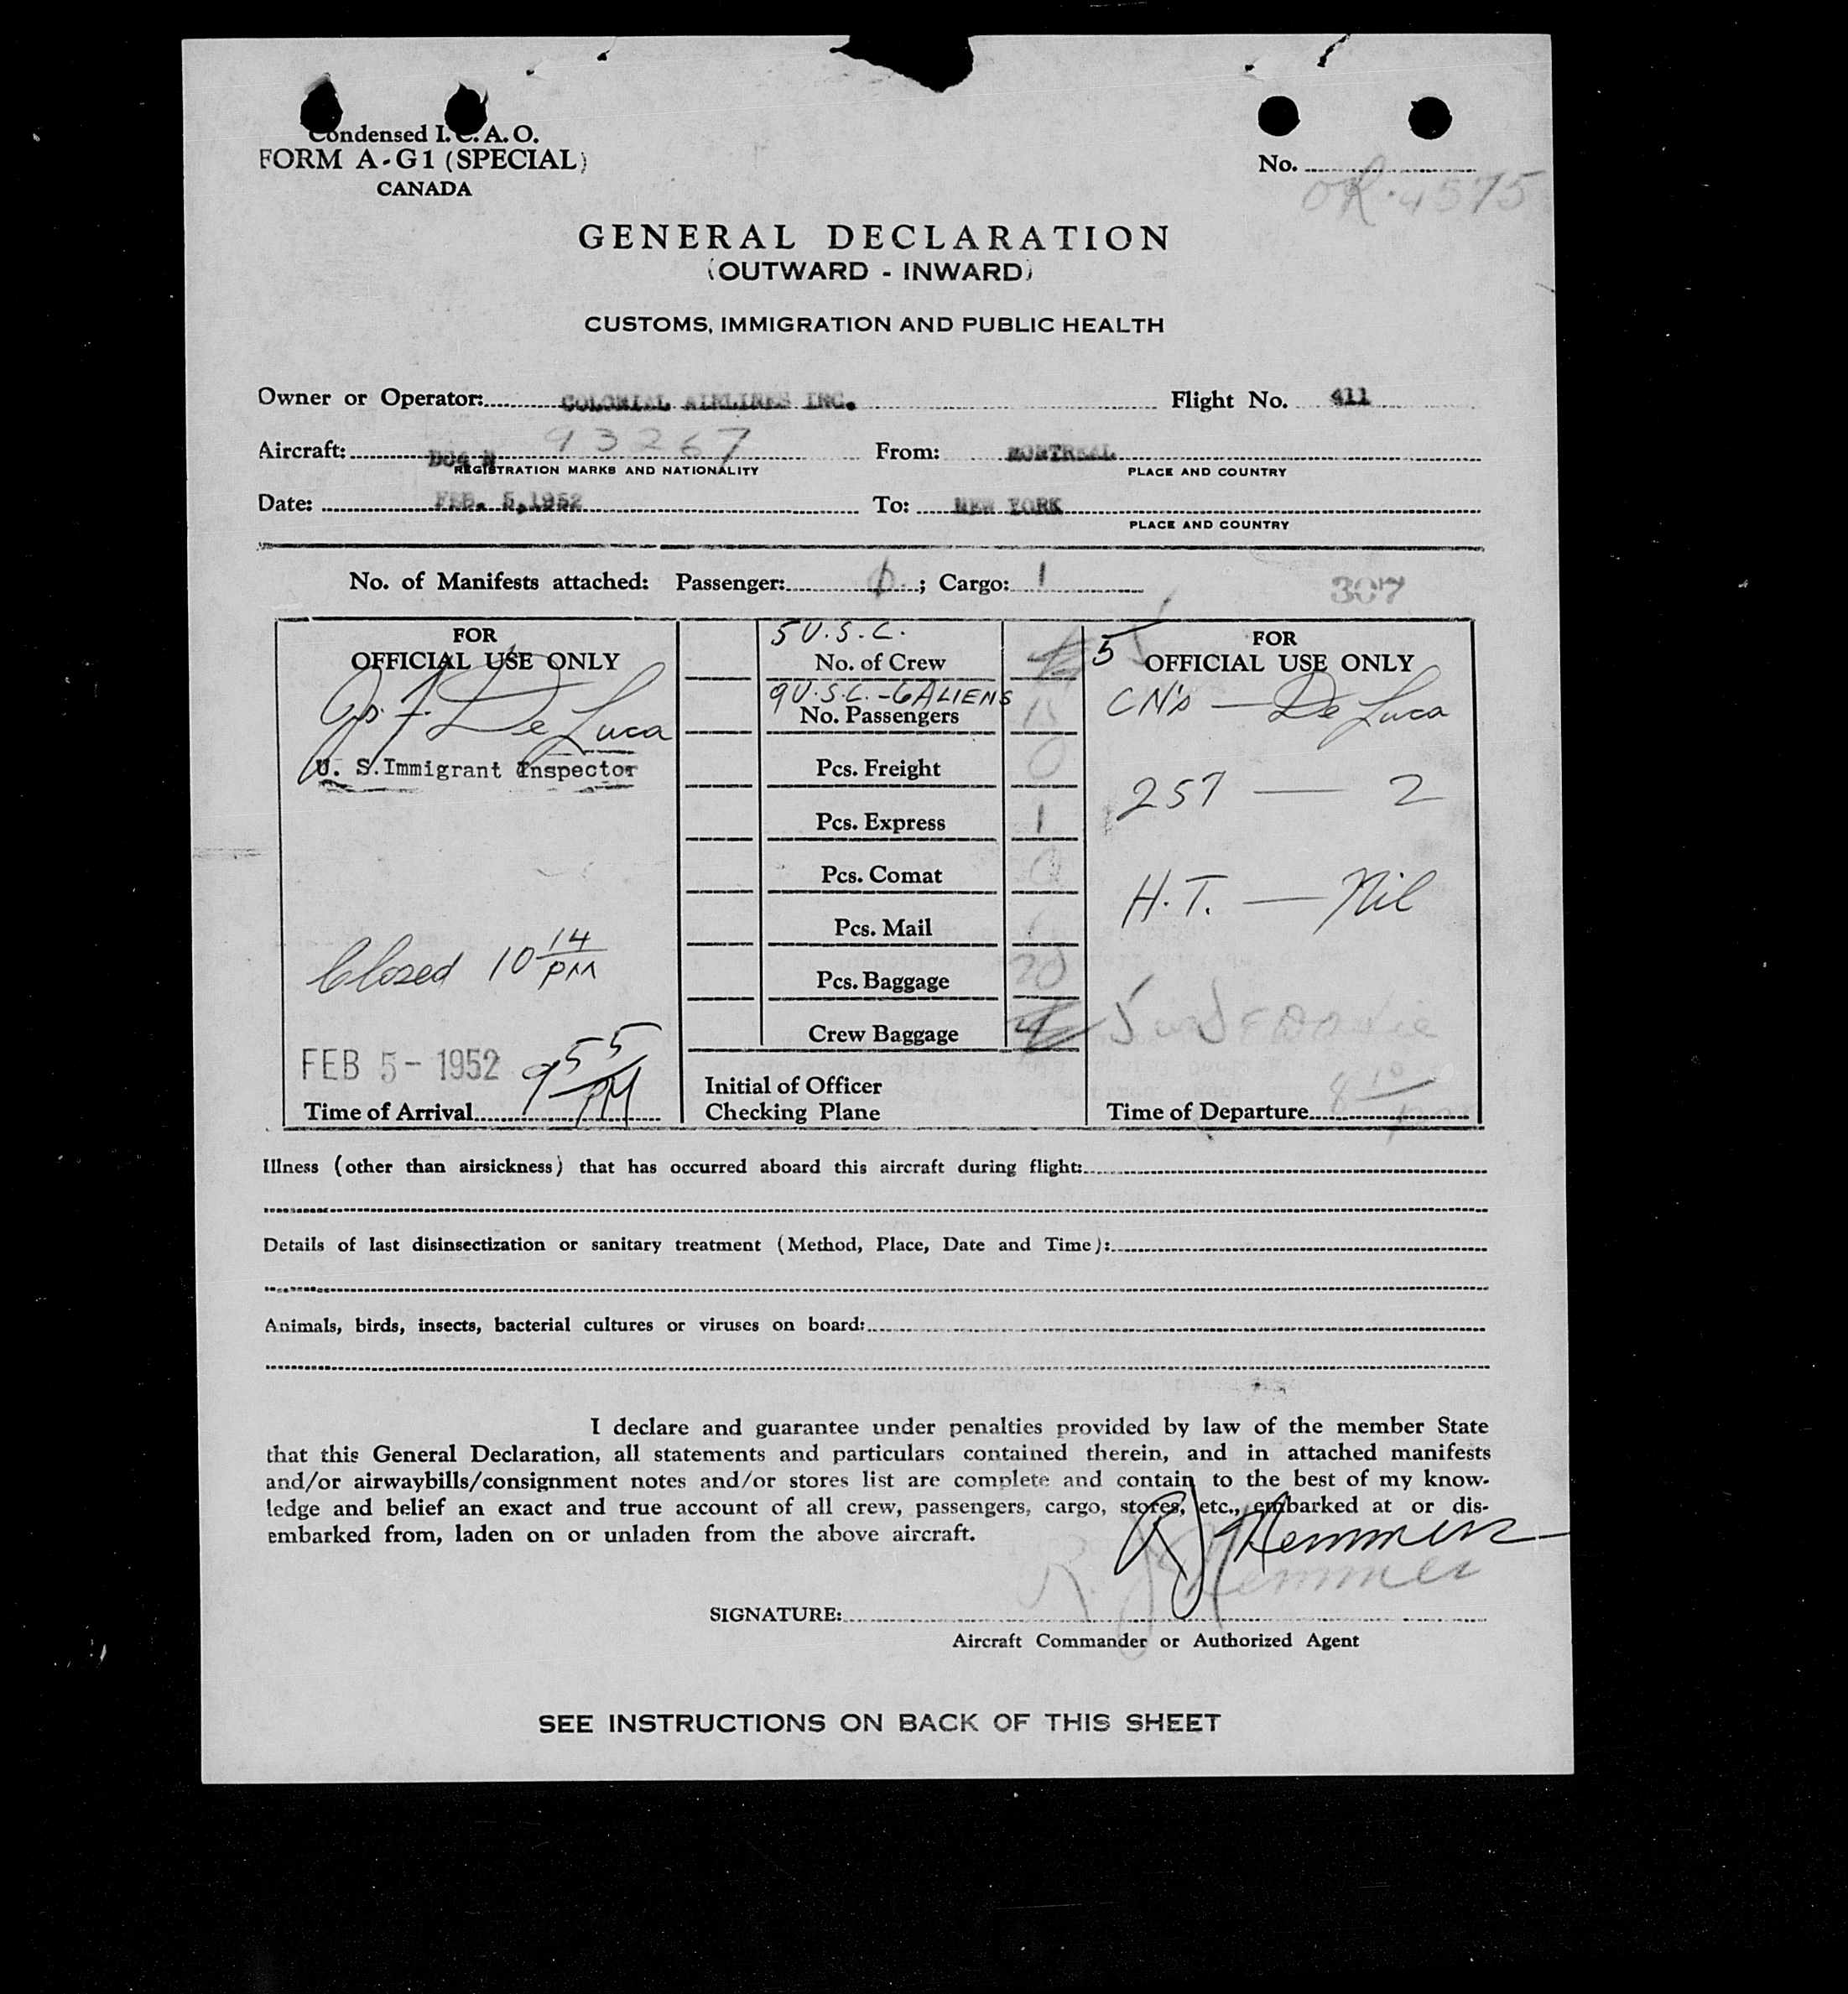 Condensed I.C.A.O.
FORM A-G1 (SPECIAL)
CANADA
No.
OR. 4575
GENERAL DECLARATION
(OUTWARD - INWARD)
CUSTOMS, IMMIGRATION AND PUBLIC HEALTH
Owner or Operator: COLONIAL AIRLINES INC. Flight No. 411
Aircraft: DC4 N 93267 From: MONTREAL
REGISTRATION MARKS AND NATIONALITY PLACE AND COUNTRY
Date: FEB. 5,1952 To: NEW YORK
PLACE AND COUNTRY
No. of Manifests attached: Passenger: 1; Cargo: 1
307
FOR
OFFICIAL USE ONLY
Jos. F. De Luca
U. S. Immigrant Inspector
Closed 10 14 PM
FEB 5 - 1952 9 55 PM
Time of Arrival
5 U.S.C.
No. of Crew 5
9 U.S.C. - 6 ALIENS
No. Passengers 15
Pcs. Freight 0
Pcs. Express 1
Pcs. Comat 0
Pcs. Mail 1
Pcs. Baggage 20
Crew Baggage 5
Initial of Officer
Checking Plane
FOR
OFFICIAL USE ONLY
CN's — De Luca
257 — 2
H.T. — Nil
Time of Departure 8 10
Illness (other than airsickness) that has occurred aboard this aircraft during flight:
Details of last disinsectization or sanitary treatment (Method, Place, Date and Time):
Animals, birds, insects, bacterial cultures or viruses on board:
I declare and guarantee under penalties provided by law of the member State
that this General Declaration, all statements and particulars contained therein, and in attached manifests
and/or airwaybills/consignment notes and/or stores list are complete and contain to the best of my know-
ledge and belief an exact and true account of all crew, passengers, cargo, stores, etc., embarked at or dis-
embarked from, laden on or unladen from the above aircraft.
R J Hemmer
R. J. Hemmer
SIGNATURE:
Aircraft Commander or Authorized Agent
SEE INSTRUCTIONS ON BACK OF THIS SHEET